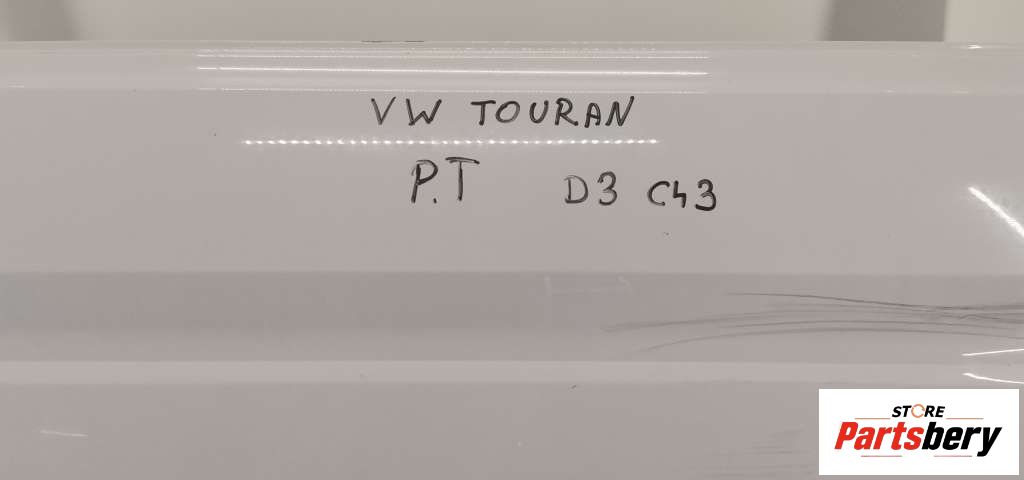 VW TOURAN
P.T D3 C43
STORE
Partsbery